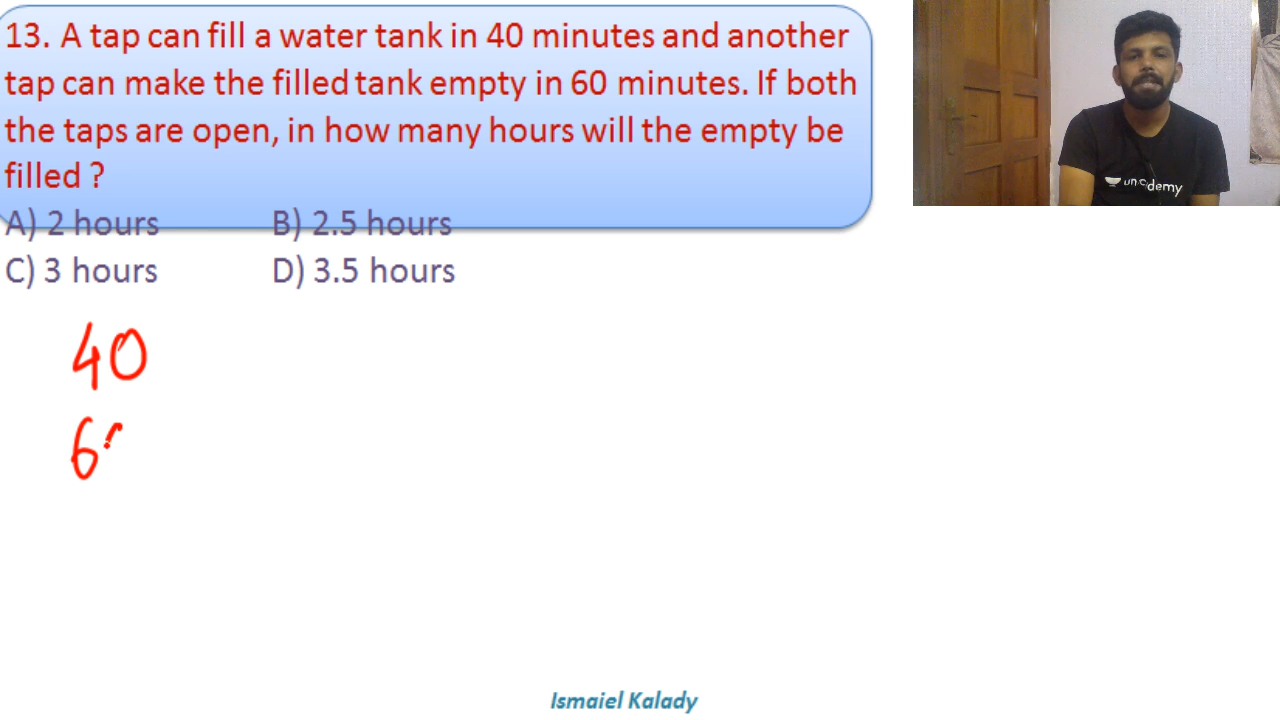 13. A tap can fill a water tank in 40 minutes and another
tap can make the filled tank empty in 60 minutes. If both
the taps are open, in how many hours will the empty be
filled ?
A) 2 hours B) 2.5 hours
C) 3 hours D) 3.5 hours
40
6
unacademy
Ismaiel Kalady